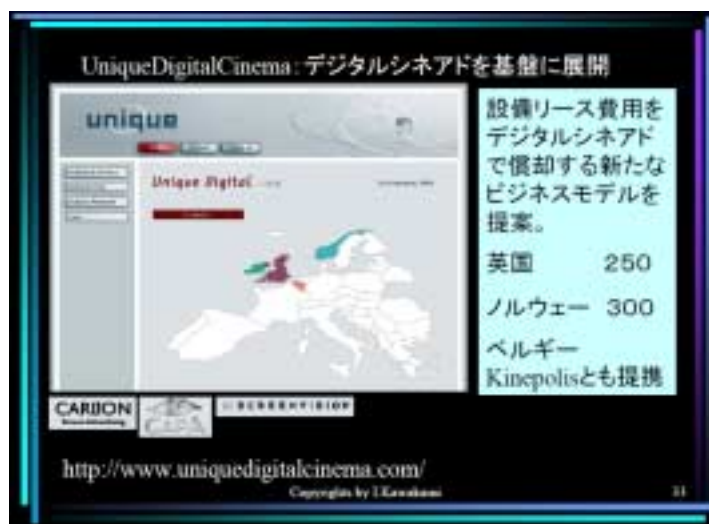 UniqueDigitalCinema:デジタルシネアドを基盤に展開
unique
Unique Digital
設備リース費用を
デジタルシネアド
で償却する新たな
ビジネスモデルを
提案。
英国 250
ノルウェー 300
ベルギー
Kinepolisとも提携
CARBON
CAPA
SCREENVISION
http://www.uniquedigitalcinema.com/
Copyrights by I.Kawakami
33